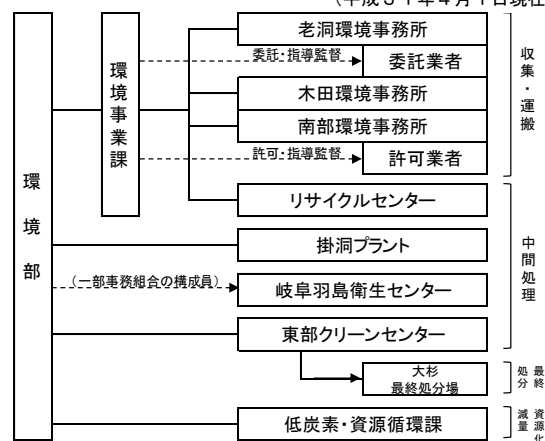 （平成３１年４月１日現在
老洞環境事務所
委託・指導監督
委託業者
木田環境事務所
南部環境事務所
許可・指導監督
許可業者
リサイクルセンター
掛洞プラント
（一部事務組合の構成員）
岐阜羽島衛生センター
東部クリーンセンター
大杉
最終処分場
低炭素・資源循環課
環境部
環境事業課
収集・運搬
中間処理
最終
処分
資源化
減量